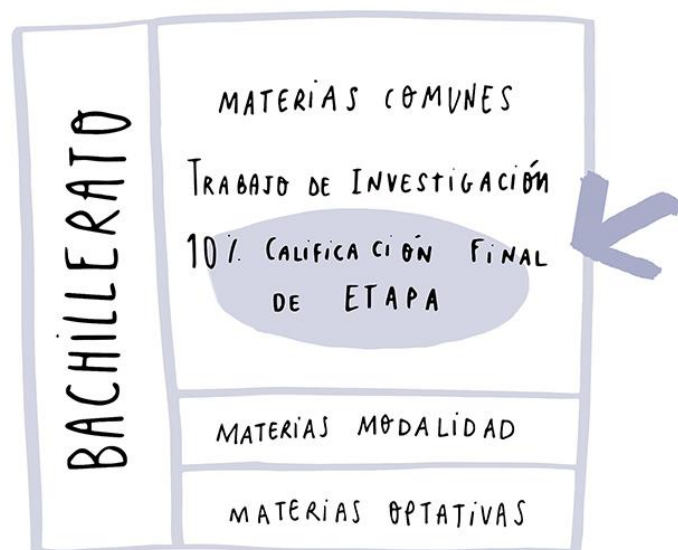 BACHILLERATO
MATERIAS COMUNES
TRABAJO DE INVESTIGACIÓN
10% CALIFICACIÓN FINAL
DE ETAPA
MATERIAS MODALIDAD
MATERIAS OPTATIVAS